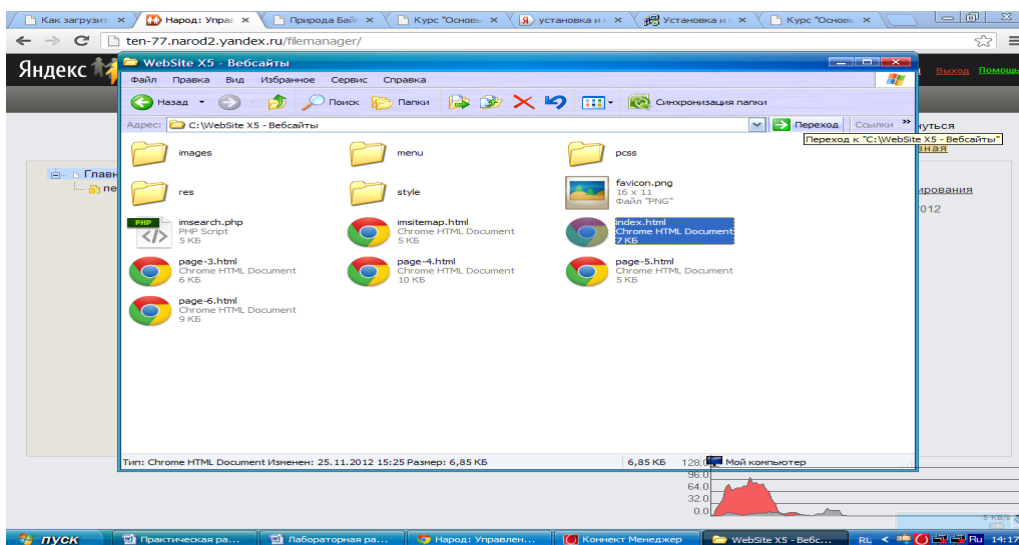 Как загрузит
Народ: Упра
Природа Бай
Курс "Основ
установка и
Установка и
Курс "Основ
ten-77.narod2.yandex.ru/filemanager/
Яндекс
WebSite X5 - Вебсайты
Выход Помощь
Файл Правка Вид Избранное Сервис Справка
Назад Поиск Папки Синхронизация папки
Адрес: C:\WebSite X5 - Вебсайты Переход Ссылки »
нуться
Переход к "C:\WebSite X5 - Вебсайты"
ная
images
menu
pcss
Главн
пе
res
style
favicon.png
16 x 11
Файл "PNG"
ирования
012
PHP
imsearch.php
PHP Script
5 КБ
imsitemap.html
Chrome HTML Document
5 КБ
index.html
Chrome HTML Document
7 КБ
page-3.html
Chrome HTML Document
6 КБ
page-4.html
Chrome HTML Document
10 КБ
page-5.html
Chrome HTML Document
5 КБ
page-6.html
Chrome HTML Document
9 КБ
Тип: Chrome HTML Document Изменен: 25.11.2012 15:25 Размер: 6,85 КБ 6,85 КБ Мой компьютер
128,0
96.0
64.0
32.0
0.0
5 KB/s
пуск Практическая ра... Лабораторная ра... Народ: Управлен... Коннект Менеджер WebSite X5 - Вебс... RL Ru 14:17